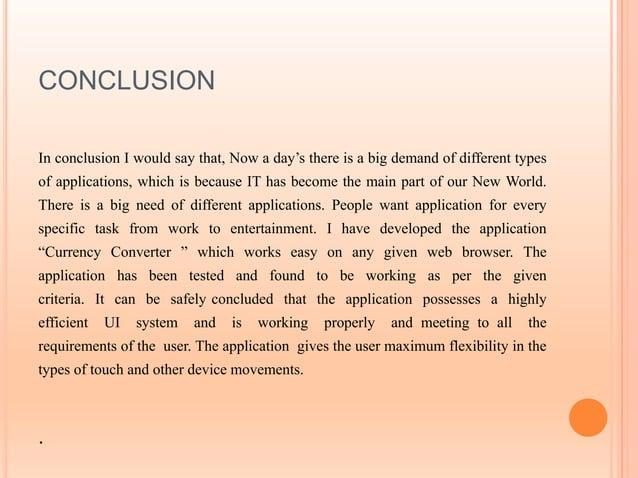 CONCLUSION
In conclusion I would say that, Now a day’s there is a big demand of different types
of applications, which is because IT has become the main part of our New World.
There is a big need of different applications. People want application for every
specific task from work to entertainment. I have developed the application
“Currency Converter ” which works easy on any given web browser. The
application has been tested and found to be working as per the given
criteria. It can be safely concluded that the application possesses a highly
efficient UI system and is working properly and meeting to all the
requirements of the user. The application gives the user maximum flexibility in the
types of touch and other device movements.
.